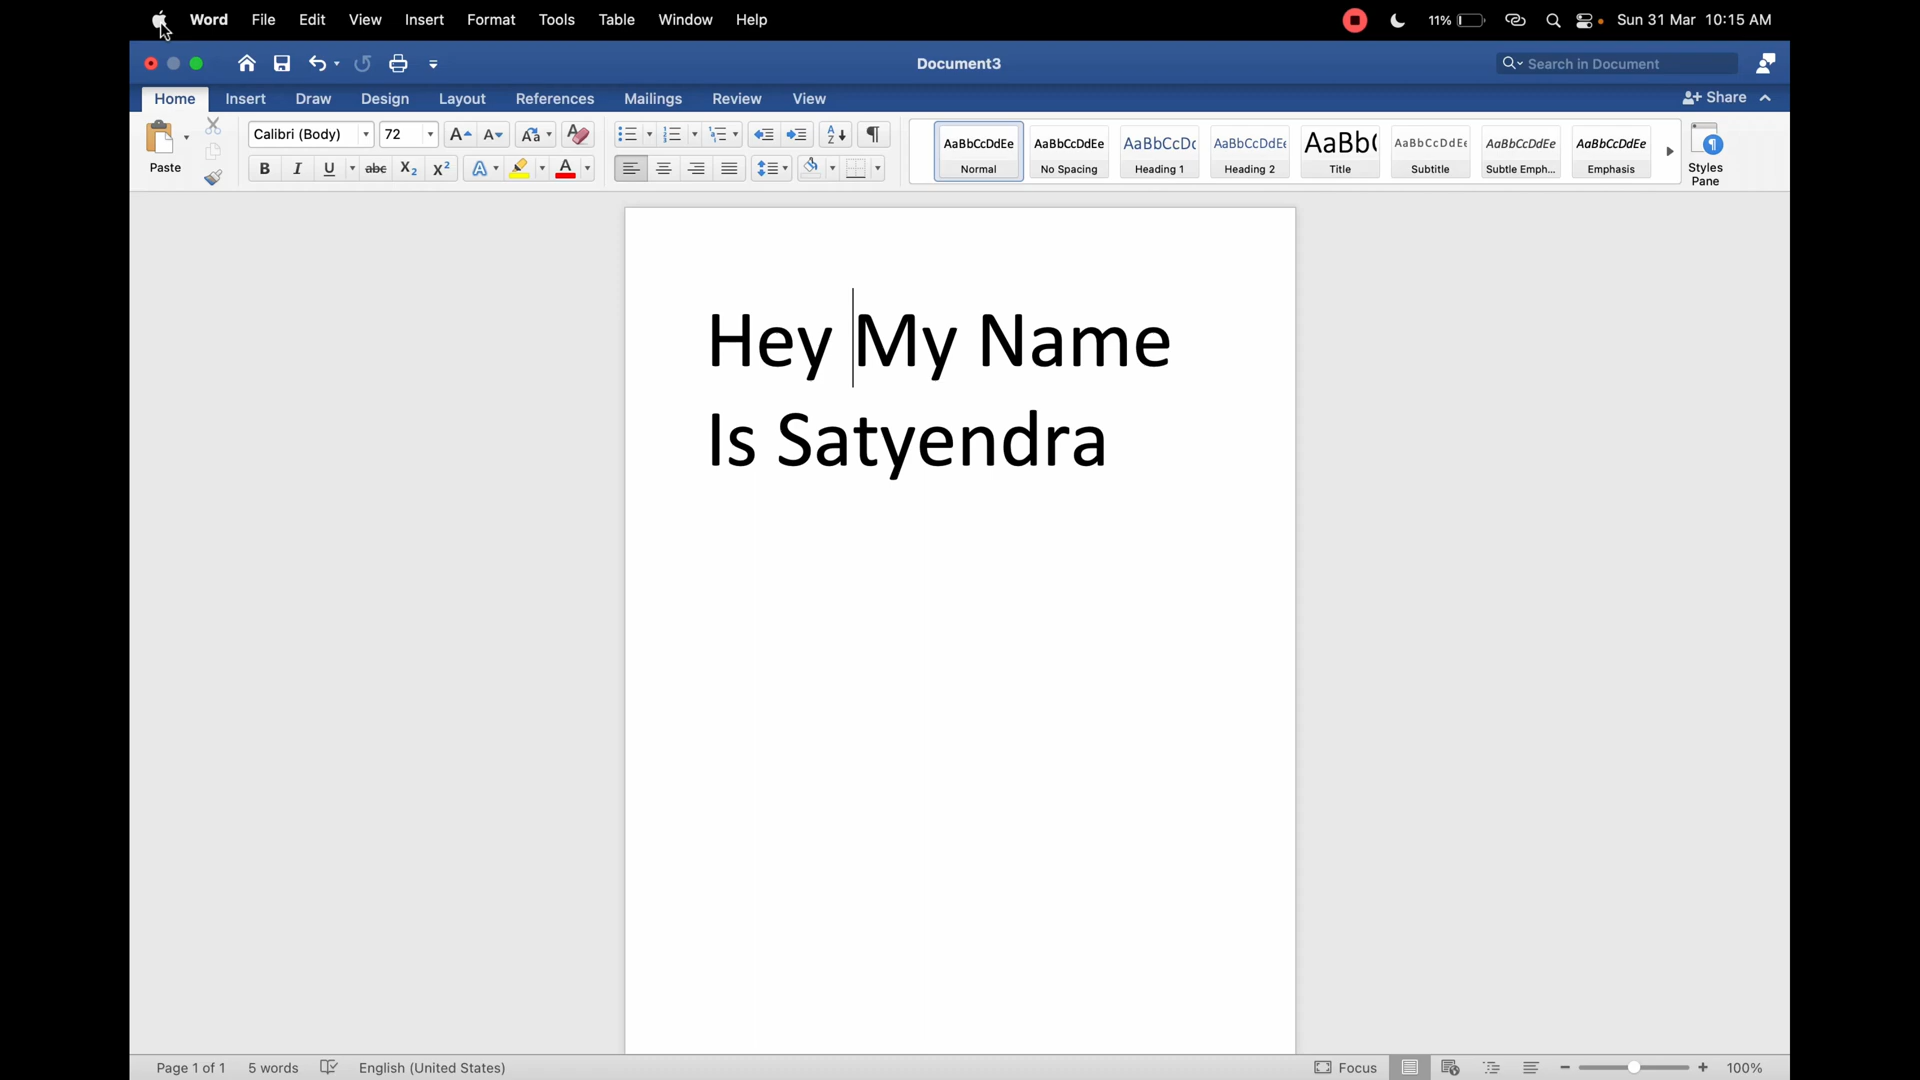 Word File Edit View Insert Format Tools Table Window Help 11% Sun 31 Mar 10:15 AM
Document3 Search in Document
Home Insert Draw Design Layout References Mailings Review View Share
Paste Calibri (Body) 72 AaBbCcDdEe AaBbCcDdEe AaBbCcDc AaBbCcDdEe AaBb( AaBbCcDdEe AaBbCcDdEe AaBbCcDdEe
B I U abc X₂ X² A A Normal No Spacing Heading 1 Heading 2 Title Subtitle Subtle Emph... Emphasis Styles Pane
Hey My Name
Is Satyendra
Page 1 of 1 5 words English (United States) Focus 100%